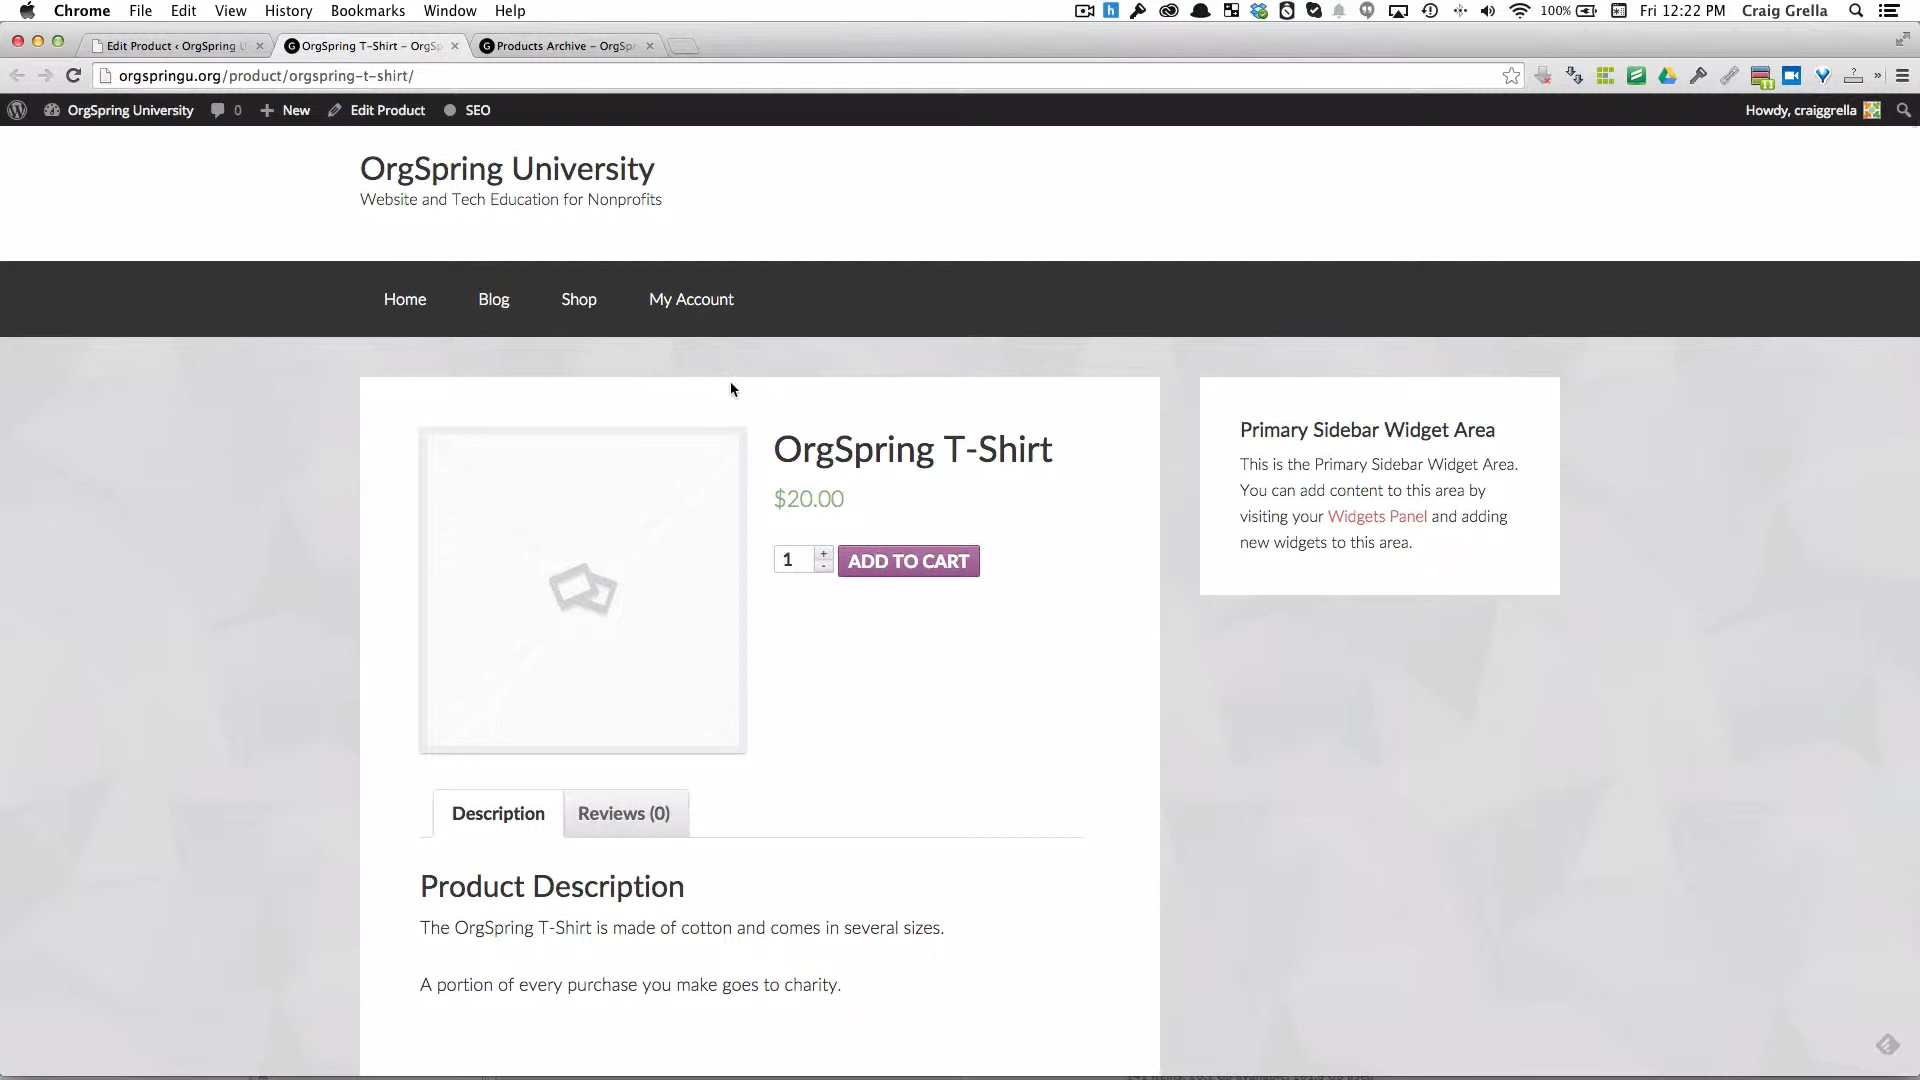 Chrome File Edit View History Bookmarks Window Help
100% Fri 12:22 PM Craig Grella
Edit Product ‹ OrgSpring U
OrgSpring T-Shirt – OrgSp
Products Archive – OrgSpr
orgspringu.org/product/orgspring-t-shirt/
11
OrgSpring University 0 New Edit Product SEO
Howdy, craiggrella
OrgSpring University
Website and Tech Education for Nonprofits
Home Blog Shop My Account
OrgSpring T-Shirt
$20.00
1 + - ADD TO CART
Description Reviews (0)
Product Description
The OrgSpring T-Shirt is made of cotton and comes in several sizes.
A portion of every purchase you make goes to charity.
Primary Sidebar Widget Area
This is the Primary Sidebar Widget Area.
You can add content to this area by
visiting your Widgets Panel and adding
new widgets to this area.